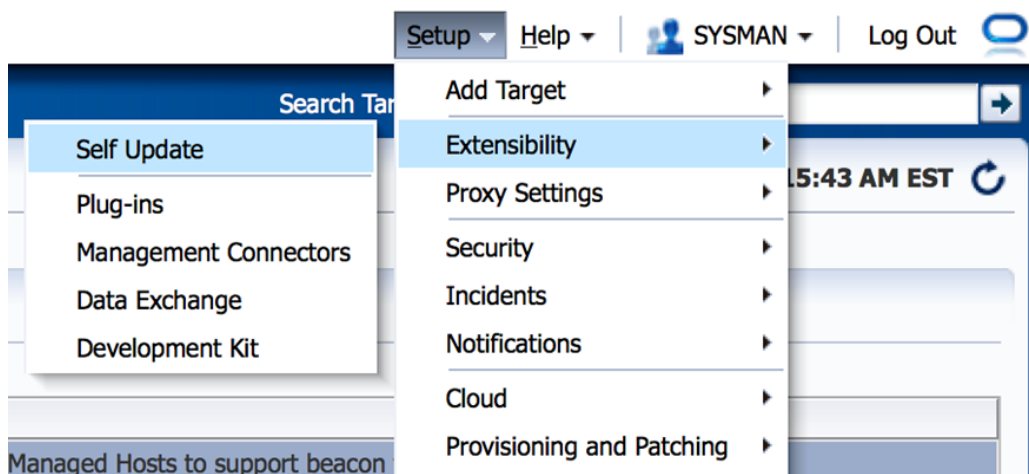 Setup Help SYSMAN Log Out
Search Tar
Add Target
Extensibility
Proxy Settings
Security
Incidents
Notifications
Cloud
Provisioning and Patching
Self Update
Plug-ins
Management Connectors
Data Exchange
Development Kit
15:43 AM EST
Managed Hosts to support beacon